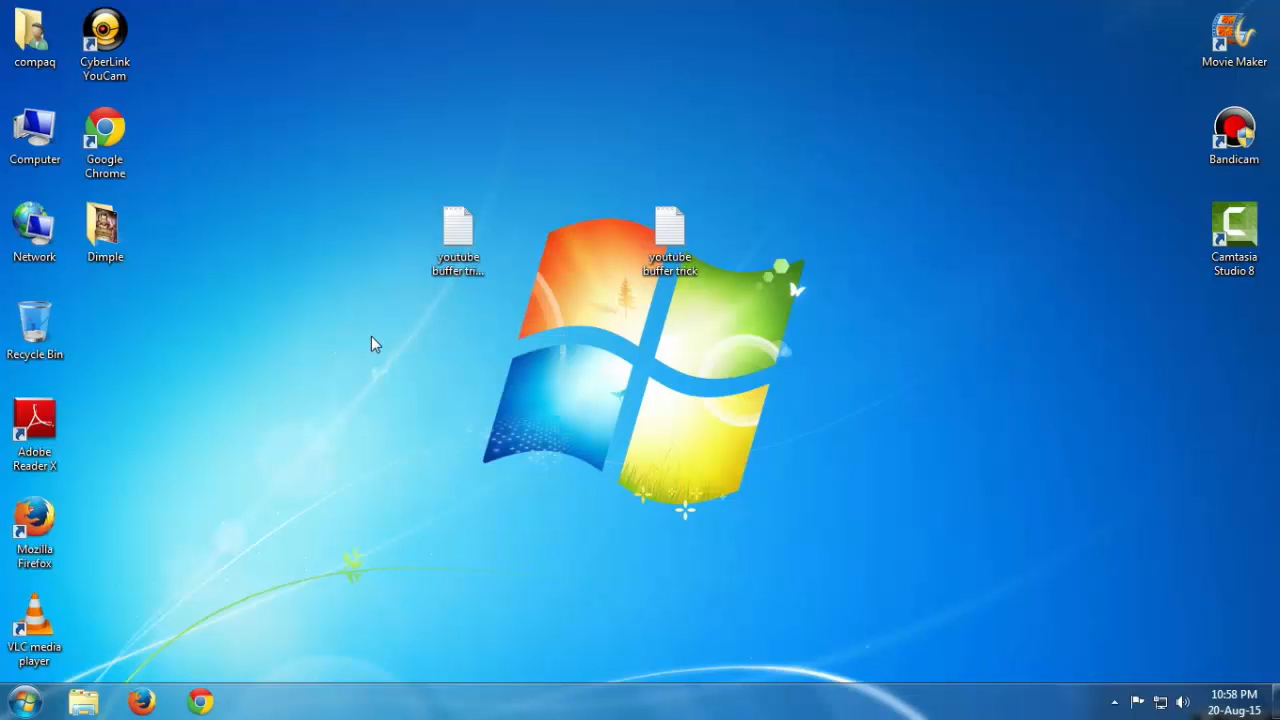 compaq
CyberLink
YouCam
Computer
Google
Chrome
Network
Dimple
Recycle Bin
Adobe
Reader X
Mozilla
Firefox
VLC media
player
youtube
buffer tri...
youtube
buffer trick
Movie Maker
Bandicam
Camtasia
Studio 8
10:58 PM
20-Aug-15